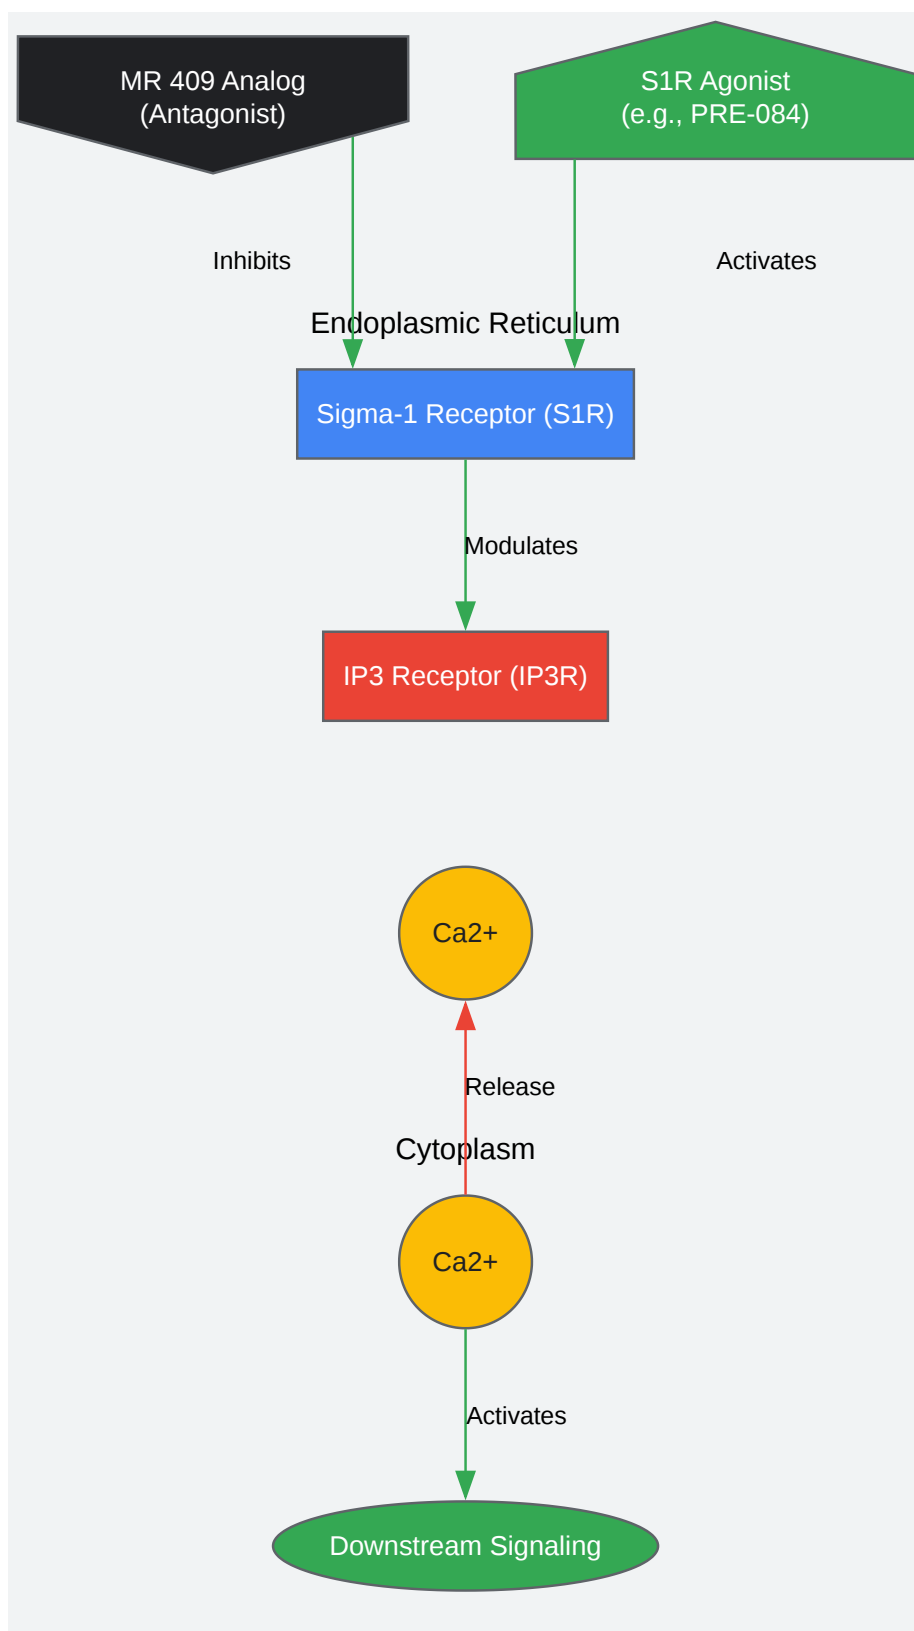 MR 409 Analog
(Antagonist)
S1R Agonist
(e.g., PRE-084)
Inhibits
Activates
Endoplasmic Reticulum
Sigma-1 Receptor (S1R)
Modulates
IP3 Receptor (IP3R)
Ca2+
Release
Cytoplasm
Ca2+
Activates
Downstream Signaling